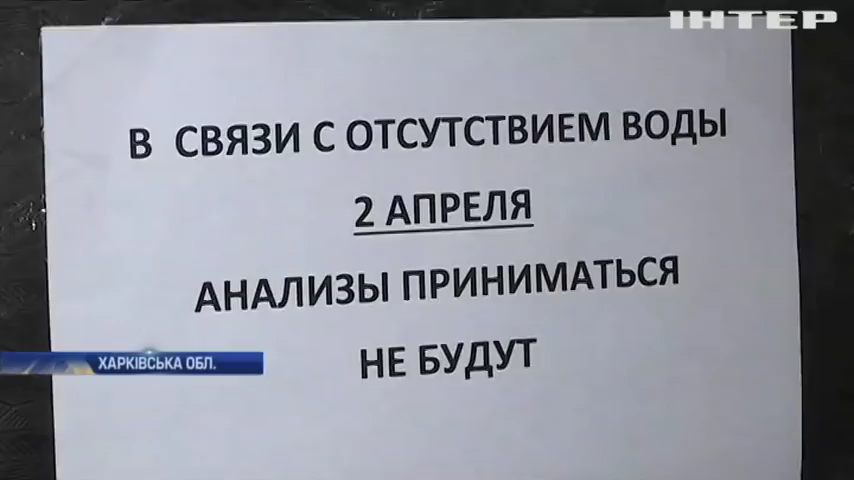 ІНТЕР
В СВЯЗИ С ОТСУТСТВИЕМ ВОДЫ
2 АПРЕЛЯ
АНАЛИЗЫ ПРИНИМАТЬСЯ
НЕ БУДУТ
ХАРКІВСЬКА ОБЛ.